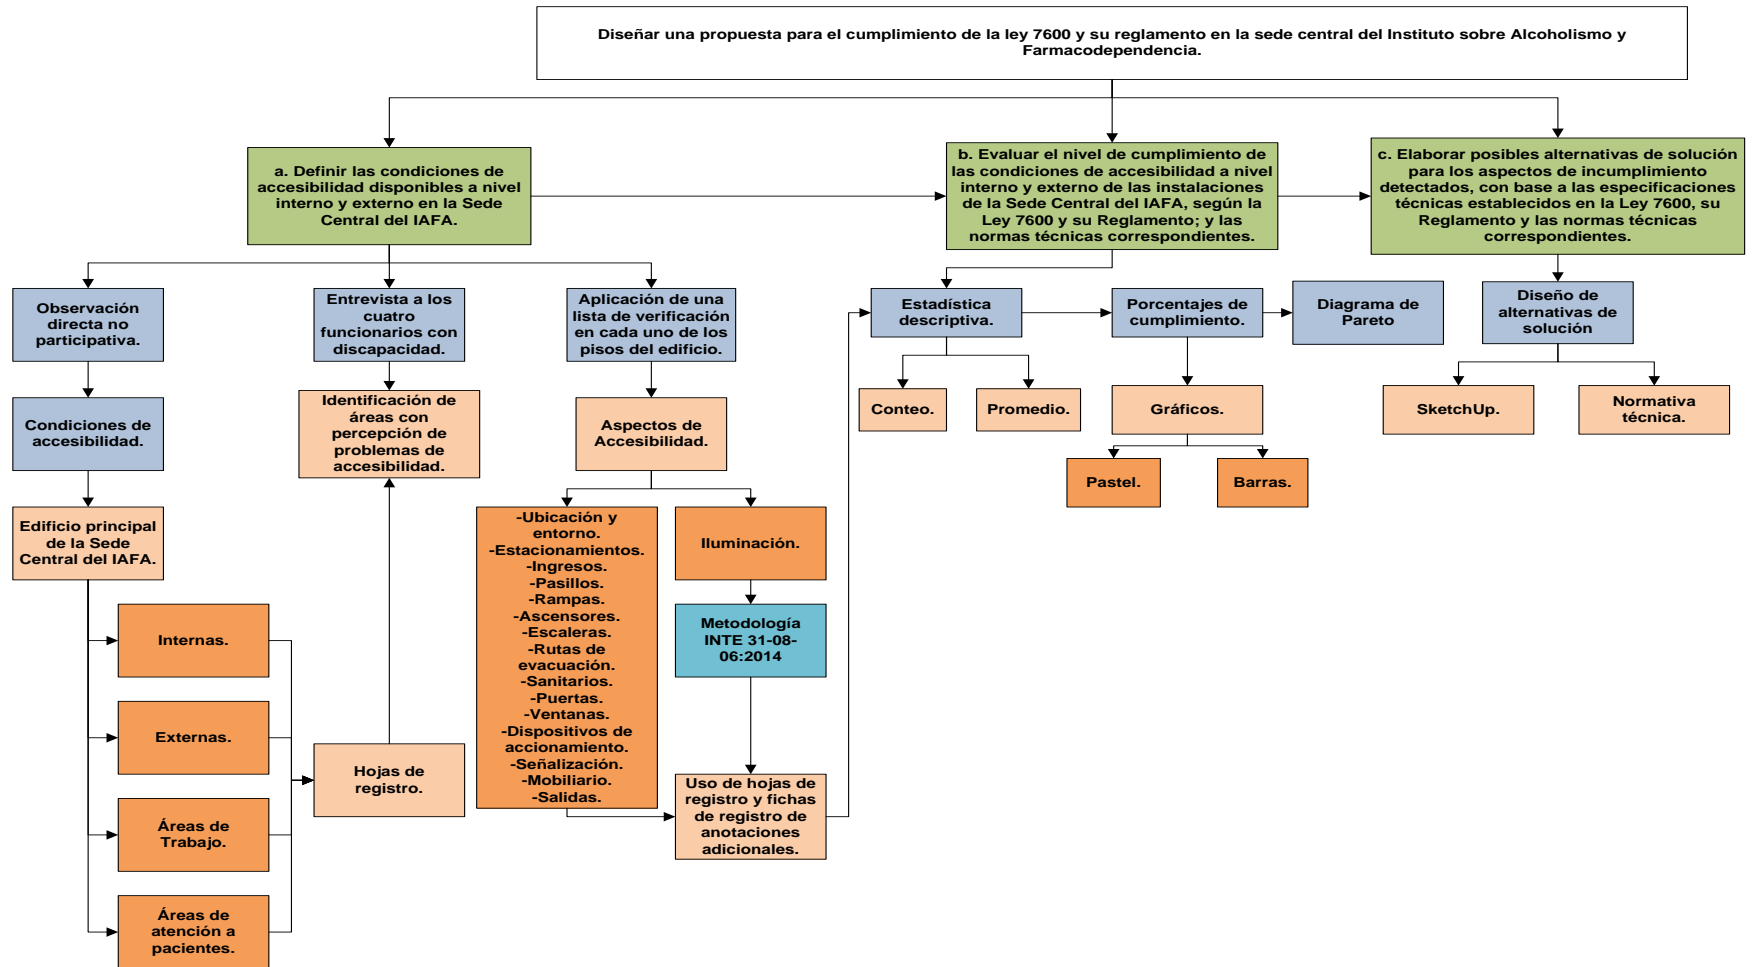 Diseñar una propuesta para el cumplimiento de la ley 7600 y su reglamento en la sede central del Instituto sobre Alcoholismo y
Farmacodependencia.
a. Definir las condiciones de
accesibilidad disponibles a nivel
interno y externo en la Sede
Central del IAFA.
b. Evaluar el nivel de cumplimiento de
las condiciones de accesibilidad a nivel
interno y externo de las instalaciones
de la Sede Central del IAFA, según la
Ley 7600 y su Reglamento; y las
normas técnicas correspondientes.
c. Elaborar posibles alternativas de solución
para los aspectos de incumplimiento
detectados, con base a las especificaciones
técnicas establecidos en la Ley 7600, su
Reglamento y las normas técnicas
correspondientes.
Observación
directa no
participativa.
Entrevista a los
cuatro
funcionarios con
discapacidad.
Aplicación de una
lista de verificación
en cada uno de los
pisos del edificio.
Estadística
descriptiva.
Porcentajes de
cumplimiento.
Diagrama de
Pareto
Diseño de
alternativas de
solución
Condiciones de
accesibilidad.
Identificación de
áreas con
percepción de
problemas de
accesibilidad.
Aspectos de
Accesibilidad.
Conteo.
Promedio.
Gráficos.
SketchUp.
Normativa
técnica.
Pastel.
Barras.
Edificio principal
de la Sede
Central del IAFA.
-Ubicación y
entorno.
-Estacionamientos.
-Ingresos.
-Pasillos.
-Rampas.
-Ascensores.
-Escaleras.
-Rutas de
evacuación.
-Sanitarios.
-Puertas.
-Ventanas.
-Dispositivos de
accionamiento.
-Señalización.
-Mobiliario.
-Salidas.
Iluminación.
Metodología
INTE 31-08-
06:2014
Internas.
Externas.
Áreas de
Trabajo.
Áreas de
atención a
pacientes.
Hojas de
registro.
Uso de hojas de
registro y fichas
de registro de
anotaciones
adicionales.